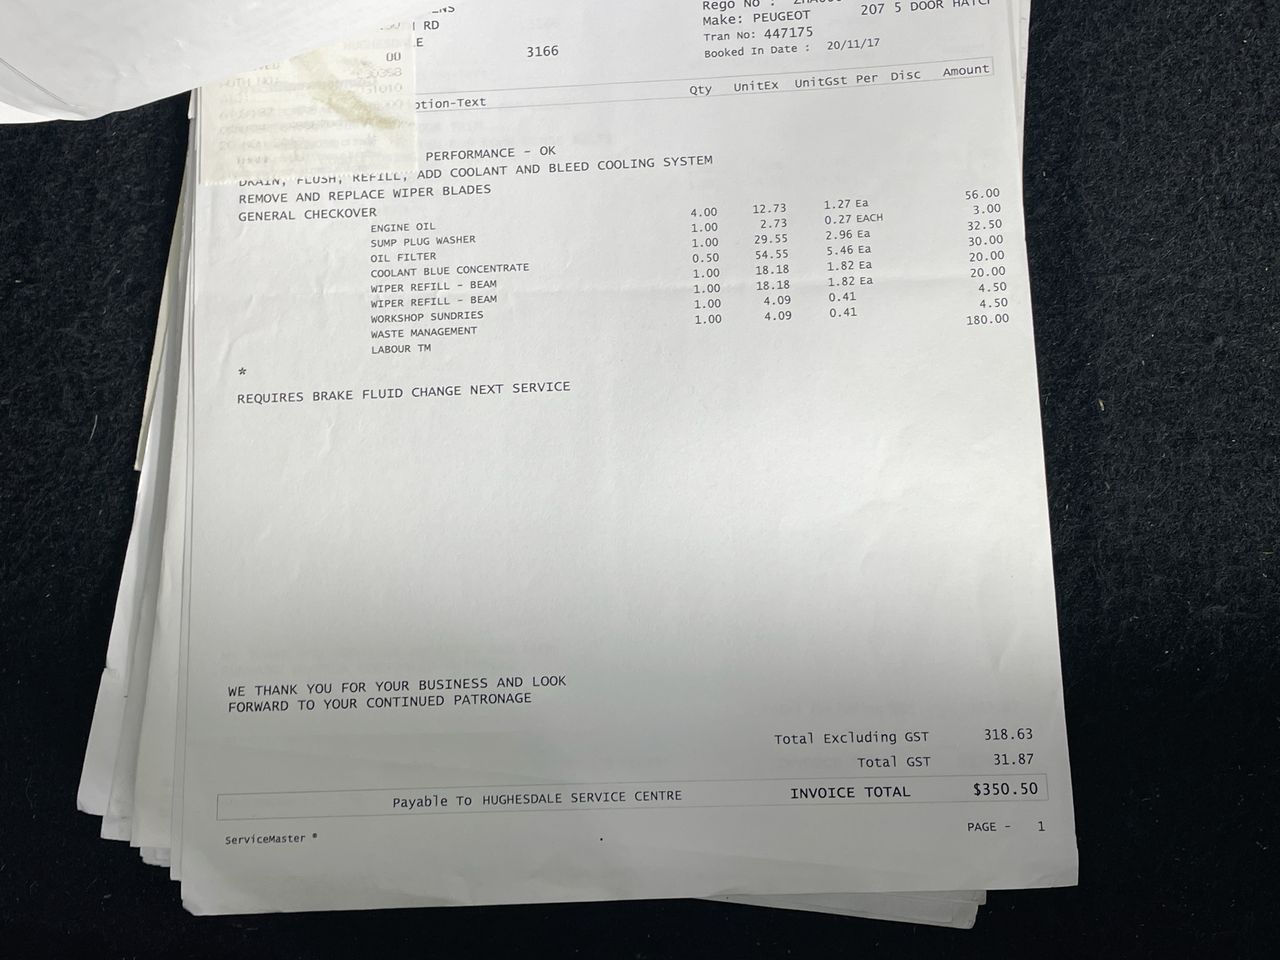 Rego No :
RD
Make: PEUGEOT 207 5 DOOR HATCH
Tran No: 447175
3166
Booked In Date : 20/11/17
00
Qty UnitEx UnitGst Per Disc Amount
ption-Text
PERFORMANCE - OK
DRAIN, FLUSH, REFILL, ADD COOLANT AND BLEED COOLING SYSTEM
REMOVE AND REPLACE WIPER BLADES
GENERAL CHECKOVER
ENGINE OIL 4.00 12.73 1.27 Ea 56.00
SUMP PLUG WASHER 1.00 2.73 0.27 EACH 3.00
OIL FILTER 1.00 29.55 2.96 Ea 32.50
COOLANT BLUE CONCENTRATE 0.50 54.55 5.46 Ea 30.00
WIPER REFILL - BEAM 1.00 18.18 1.82 Ea 20.00
WIPER REFILL - BEAM 1.00 18.18 1.82 Ea 20.00
WORKSHOP SUNDRIES 1.00 4.09 0.41 4.50
WASTE MANAGEMENT 1.00 4.09 0.41 4.50
LABOUR TM 180.00
*
REQUIRES BRAKE FLUID CHANGE NEXT SERVICE
WE THANK YOU FOR YOUR BUSINESS AND LOOK
FORWARD TO YOUR CONTINUED PATRONAGE
Total Excluding GST 318.63
Total GST 31.87
Payable To HUGHESDALE SERVICE CENTRE INVOICE TOTAL $350.50
ServiceMaster ®
PAGE - 1